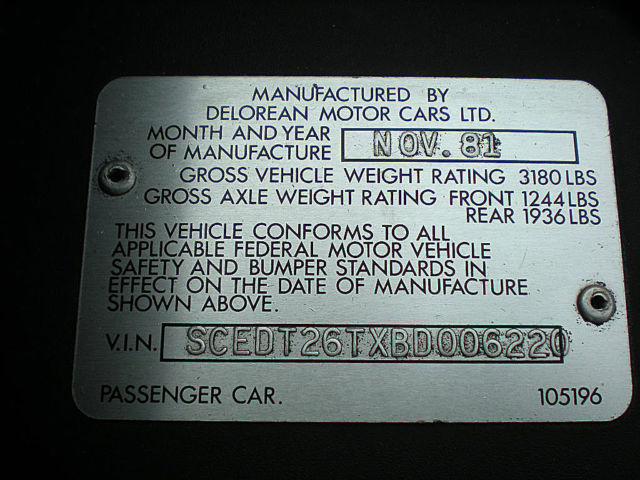 MANUFACTURED BY
DELOREAN MOTOR CARS LTD.
MONTH AND YEAR
OF MANUFACTURE NOV. 81
GROSS VEHICLE WEIGHT RATING 3180 LBS
GROSS AXLE WEIGHT RATING FRONT 1244 LBS
REAR 1936 LBS
THIS VEHICLE CONFORMS TO ALL
APPLICABLE FEDERAL MOTOR VEHICLE
SAFETY AND BUMPER STANDARDS IN
EFFECT ON THE DATE OF MANUFACTURE
SHOWN ABOVE.
V.I.N. SCEDT26TXBD006220
PASSENGER CAR. 105196